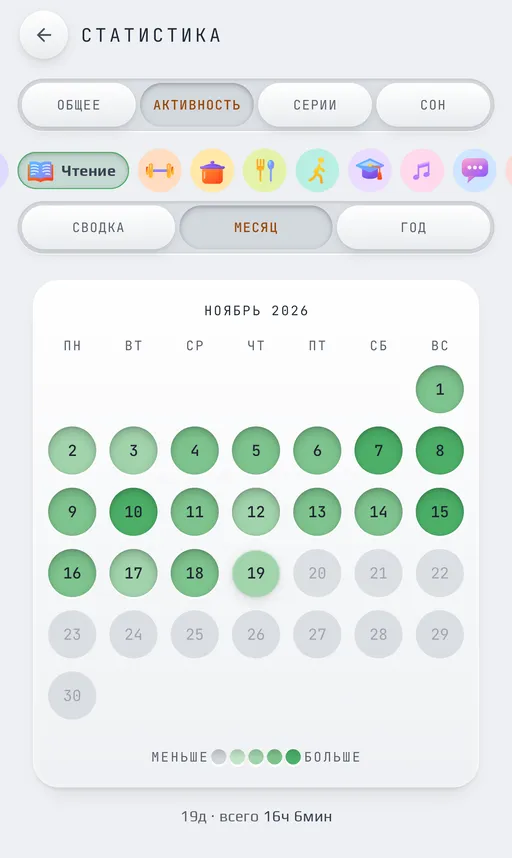 СТАТИСТИКА
ОБЩЕЕ АКТИВНОСТЬ СЕРИИ СОН
Чтение
СВОДКА МЕСЯЦ ГОД
НОЯБРЬ 2026
ПН ВТ СР ЧТ ПТ СБ ВС
1
2 3 4 5 6 7 8
9 10 11 12 13 14 15
16 17 18 19 20 21 22
23 24 25 26 27 28 29
30
МЕНЬШЕ БОЛЬШЕ
19д · всего 16ч 6мин